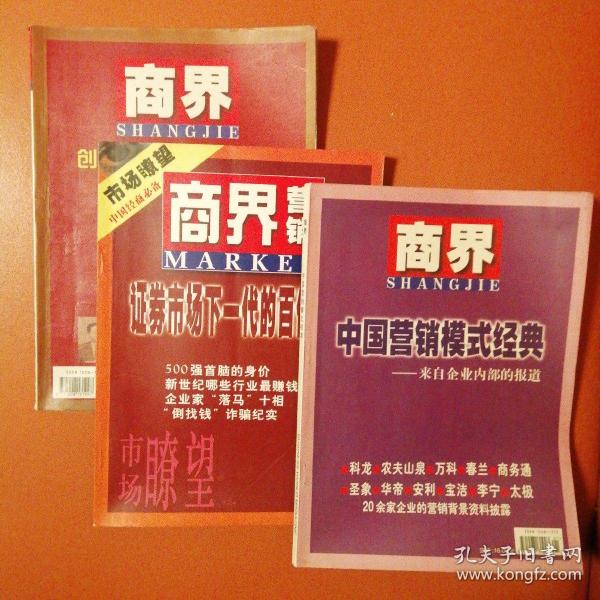 商界
SHANGJIE
创
市场瞭望
中国经商必备
商界
营销
MARKE
证券市场下一代的百
500强首脑的身价
新世纪哪些行业最赚钱
企业家“落马”十相
“倒找钱”诈骗纪实
市场
瞭望
商界
SHANGJIE
中国营销模式经典
——来自企业内部的报道
科龙 农夫山泉 万科 春兰 商务通
圣象 华帝 安利 宝洁 李宁 太极
20余家企业的营销背景资料披露
孔夫子旧书网
www.kongfz.com